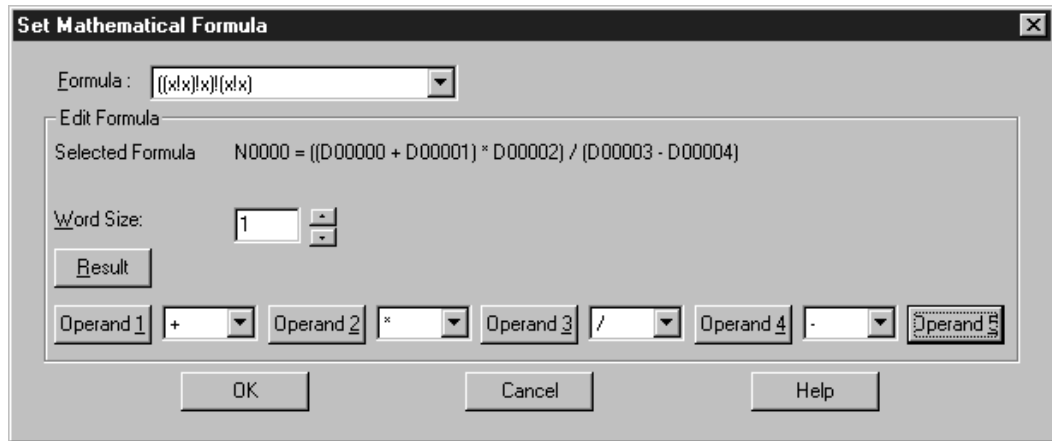 Set Mathematical Formula
Formula : ((x!x)!x)!(x!x)
Edit Formula
Selected Formula N0000 = ((D00000 + D00001) * D00002) / (D00003 - D00004)
Word Size: 1
Result
Operand 1 + Operand 2 * Operand 3 / Operand 4 - Operand 5
OK Cancel Help